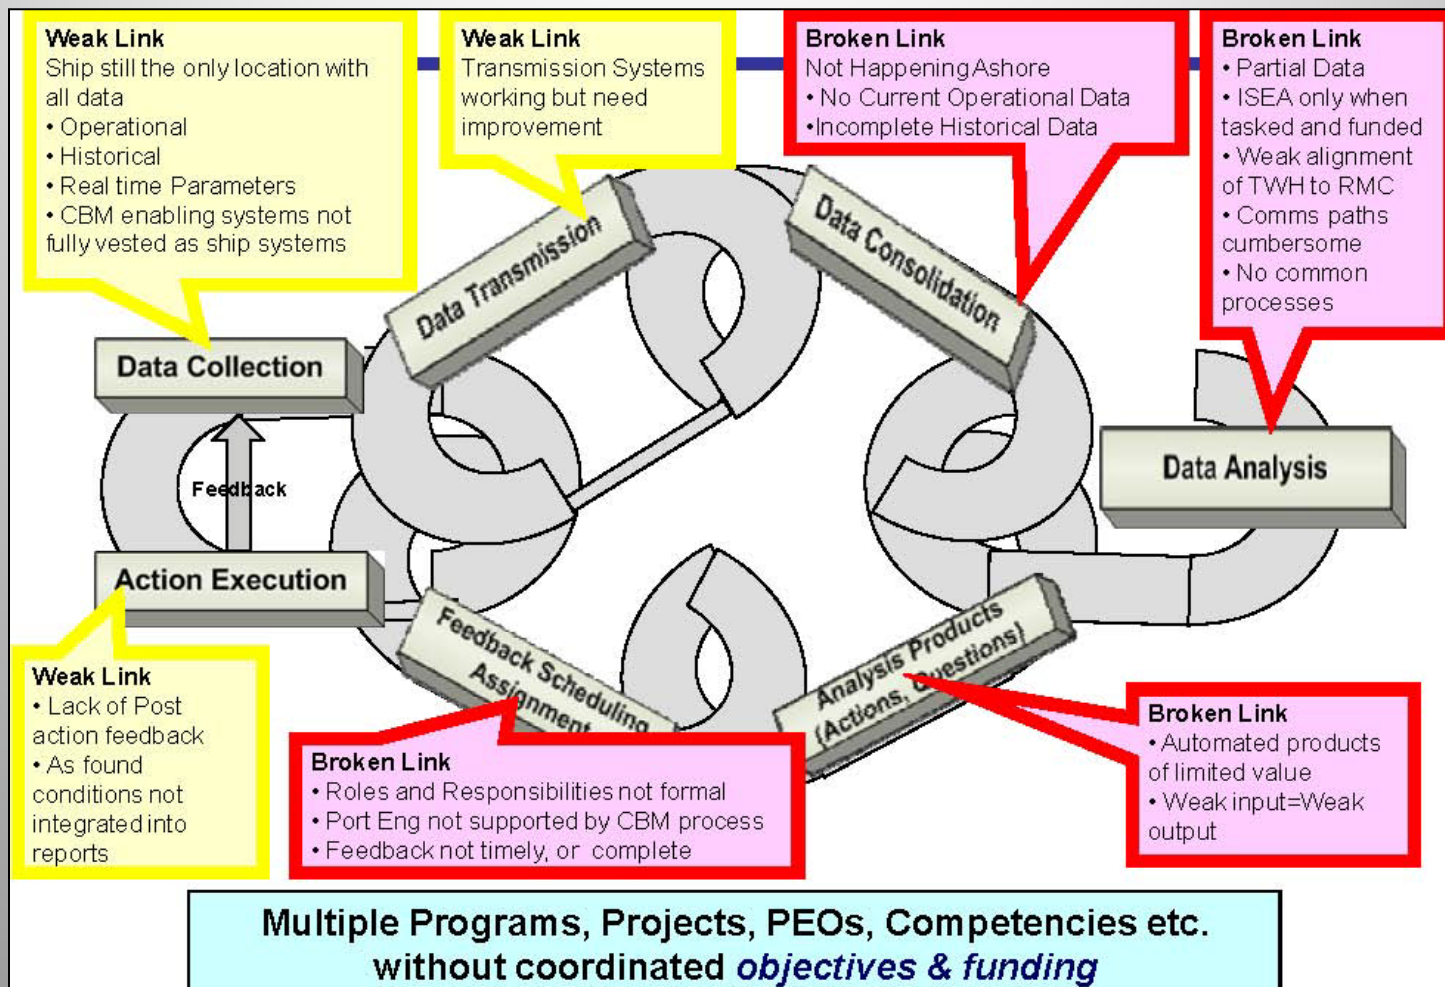 Weak Link
Ship still the only location with
all data
• Operational
• Historical
• Real time Parameters
• CBM enabling systems not
fully vested as ship systems
Weak Link
Transmission Systems
working but need
improvement
Broken Link
Not Happening Ashore
• No Current Operational Data
•Incomplete Historical Data
Broken Link
• Partial Data
• ISEA only when
tasked and funded
• Weak alignment
of TWH to RMC
• Comms paths
cumbersome
• No common
processes
Data Collection
Data Transmission
Data Consolidation
Data Analysis
Feedback
Action Execution
Feedback Scheduling
Assignment
Analysis Products
(Actions, Questions)
Weak Link
• Lack of Post
action feedback
• As found
conditions not
integrated into
reports
Broken Link
• Roles and Responsibilities not formal
• Port Eng not supported by CBM process
• Feedback not timely, or complete
Broken Link
• Automated products
of limited value
• Weak input=Weak
output
Multiple Programs, Projects, PEOs, Competencies etc.
without coordinated objectives & funding